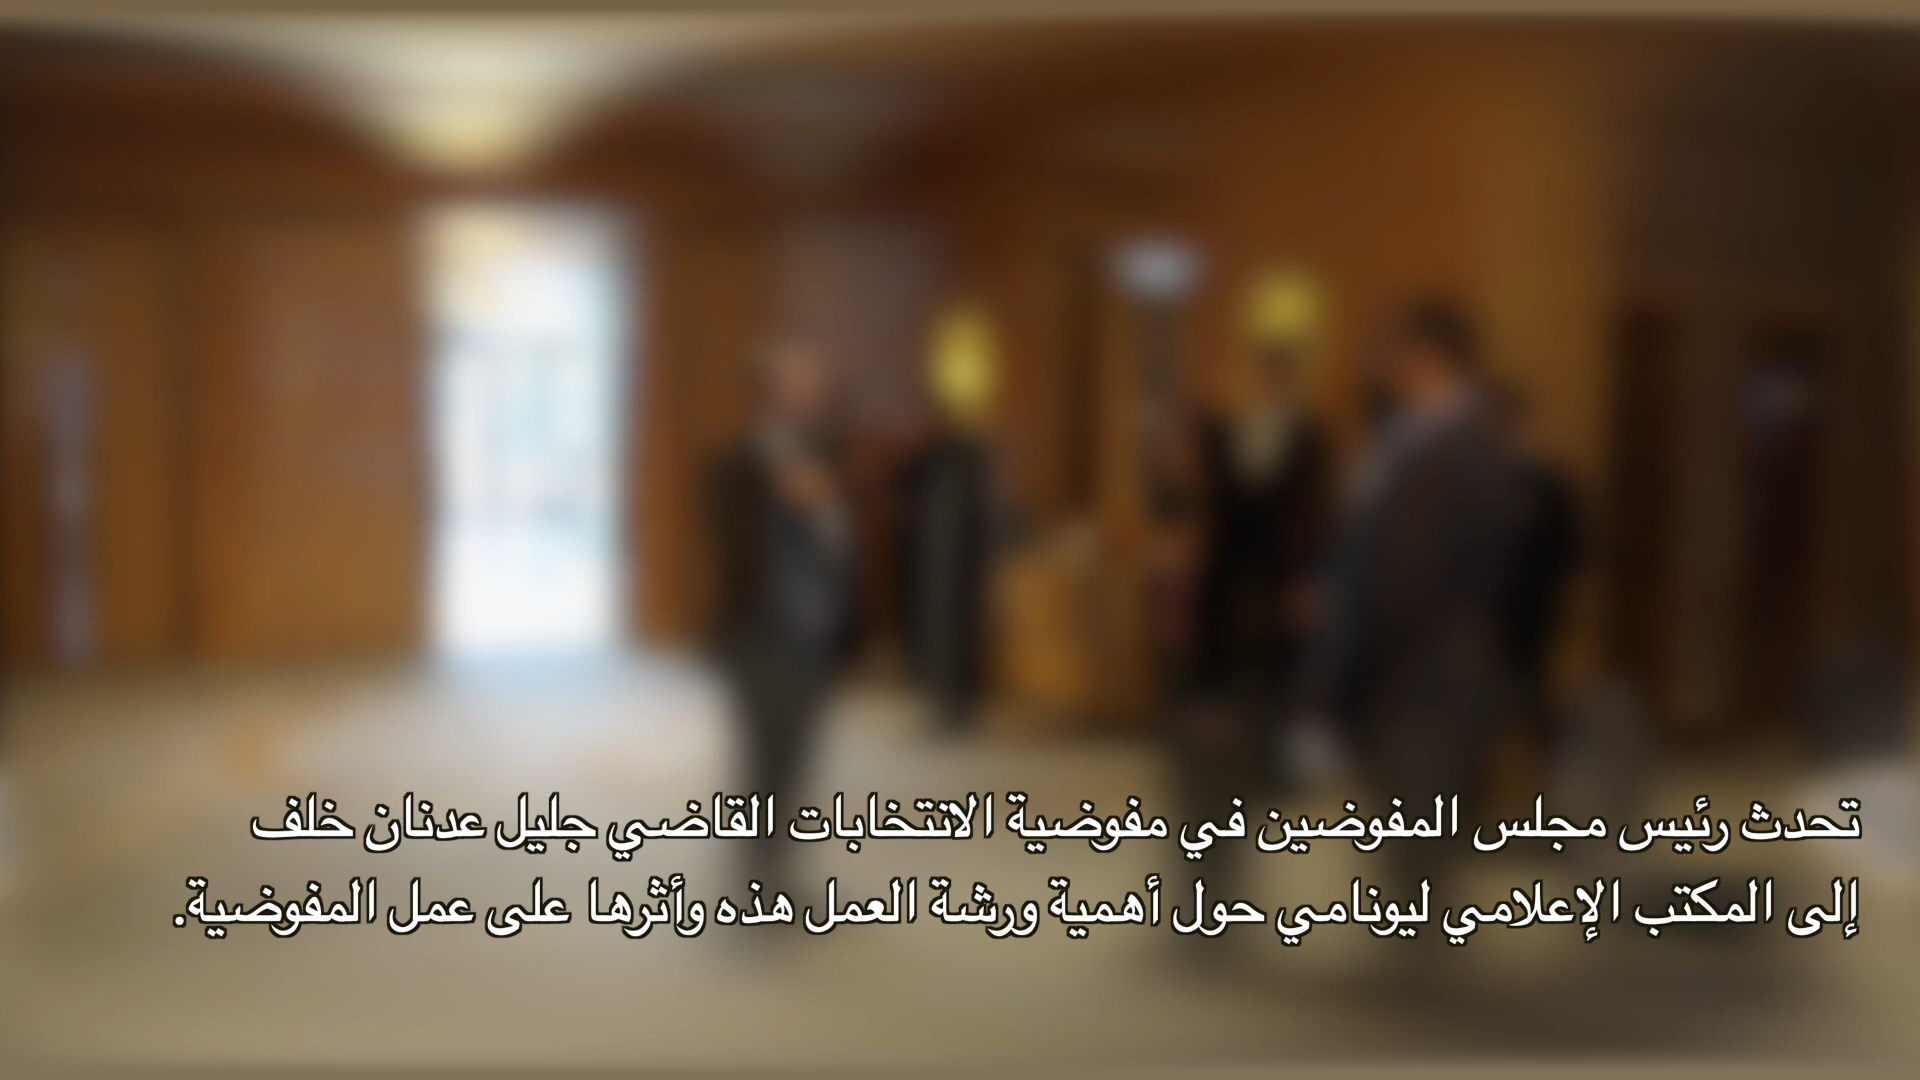 تحدث رئيس مجلس المفوضين في مفوضية الانتخابات القاضي جليل عدنان خلف
إلى المكتب الإعلامي ليونامي حول أهمية ورشة العمل هذه وأثرها على عمل المفوضية.